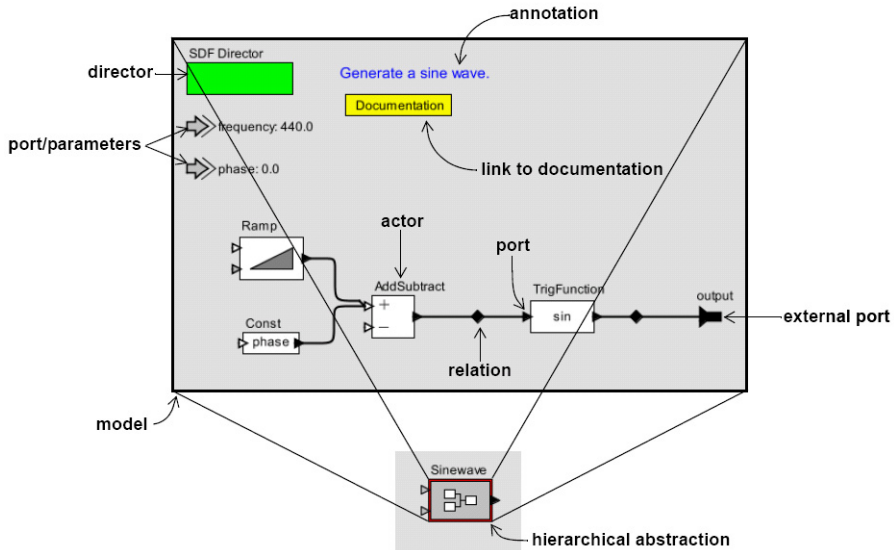 annotation
SDF Director
director
Generate a sine wave.
Documentation
frequency: 440.0
port/parameters
phase: 0.0
link to documentation
actor
Ramp
port
AddSubtract
TrigFunction
output
+
sin
external port
Const
−
phase
relation
model
Sinewave
hierarchical abstraction